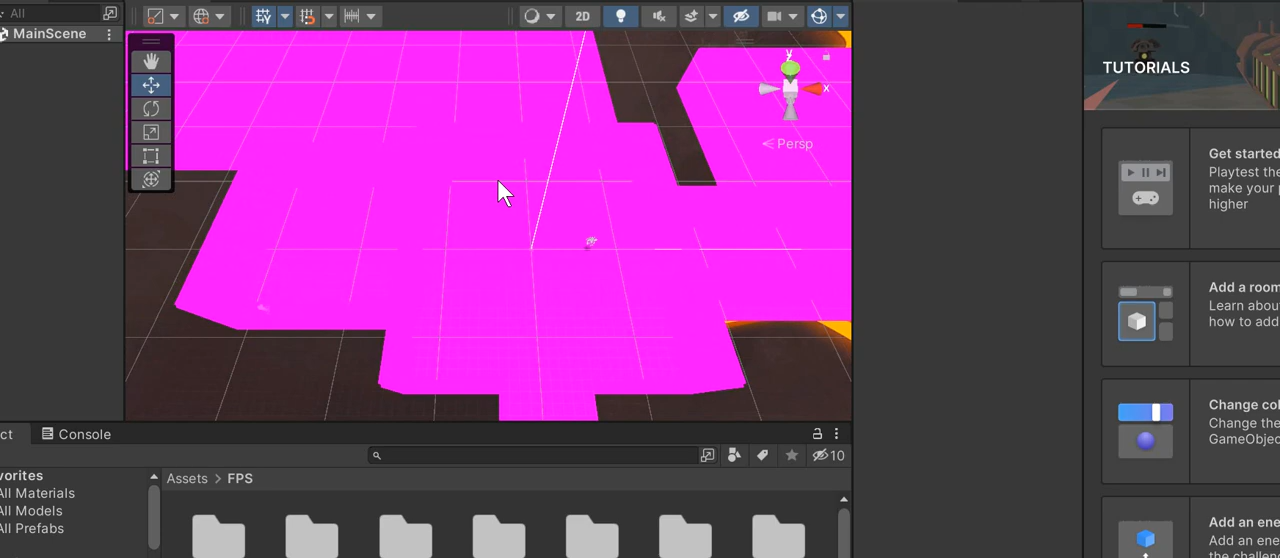 All
MainScene
2D
y
x
Persp
TUTORIALS
Get started
Playtest the
make your p
higher
Add a room
Learn about
how to add
Change col
Change the
GameObjec
Add an ene
Add an ene
the challen
ct
Console
10
vorites
All Materials
All Models
All Prefabs
Assets > FPS